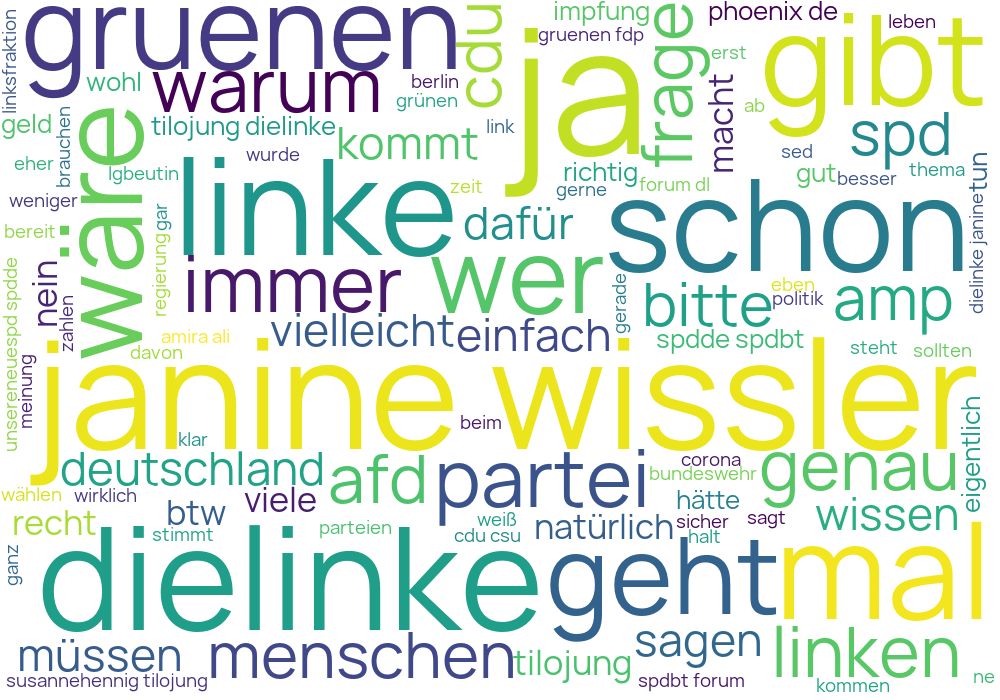 linksfraktion
gruenen
cdu
impfung
phoenix de
leben
gruenen fdp
ja
frage
erst
gibt
wohl
warum
berlin
grünen
macht
ab
geld
brauchen
wäre
tilojung dielinke
link
spd
kommt
wurde
sed
eher
linke
lgbeutin
richtig
gut
thema
tun
zeit
gerne
forum dl
besser
weniger
gar
dafür
schon
dielinke janine
bereit
regierung
nein
immer
wer
gerade
bitte
eben
politik
amp
unsereneuespd spdde
zahlen
amira ali
vielleicht
einfach
spdde spdbt
steht
sollten
davon
meinung
janine wissler
beim
klar
eigentlich
deutschland
afd
partei
corona
bundeswehr
genau
wählen
wirklich
viele
hätte
recht
btw
weiß
natürlich
sicher
sagt
wissen
stimmt
parteien
cdu csu
halt
ganz
dielinke
geht
mal
müssen
menschen
sagen
linken
tilojung
susannehennig tilojung
spdbt forum
kommen
ne